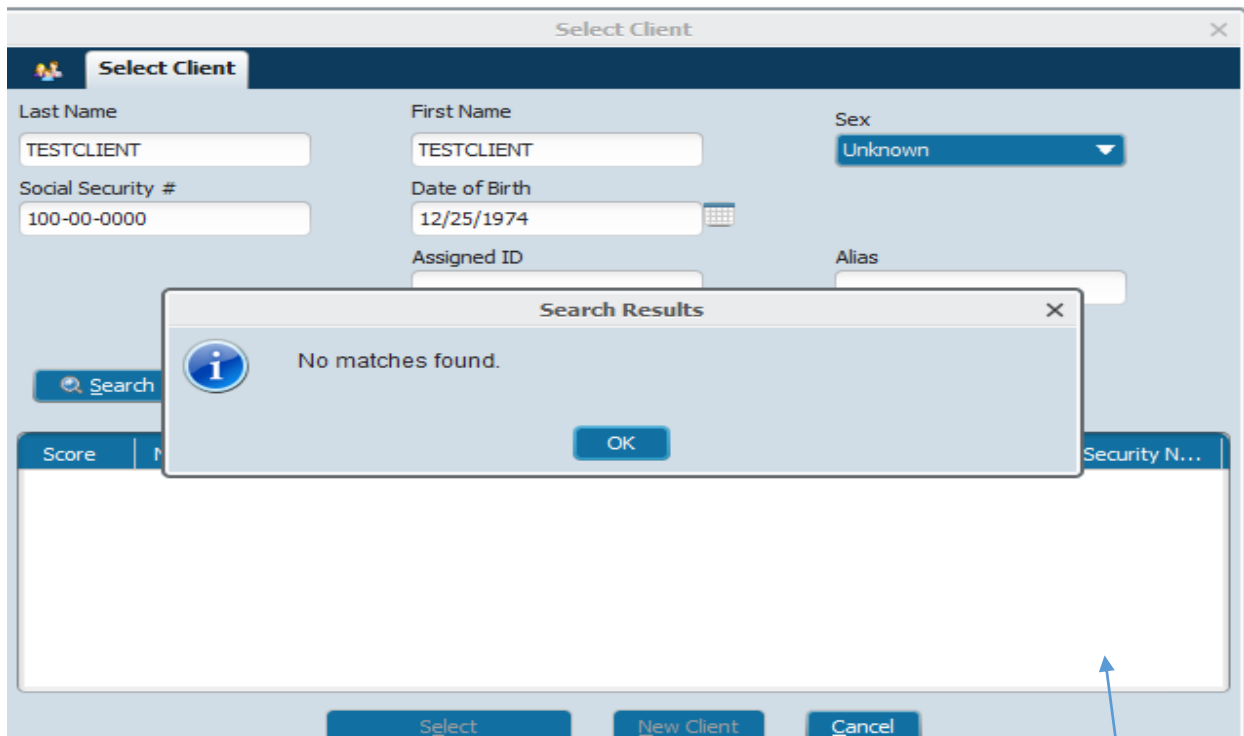 Select Client
Select Client
Last Name First Name Sex
TESTCLIENT TESTCLIENT Unknown
Social Security # Date of Birth
100-00-0000 12/25/1974
Assigned ID Alias
Search Results
No matches found.
Search
OK
Score Security N...
Select New Client Cancel